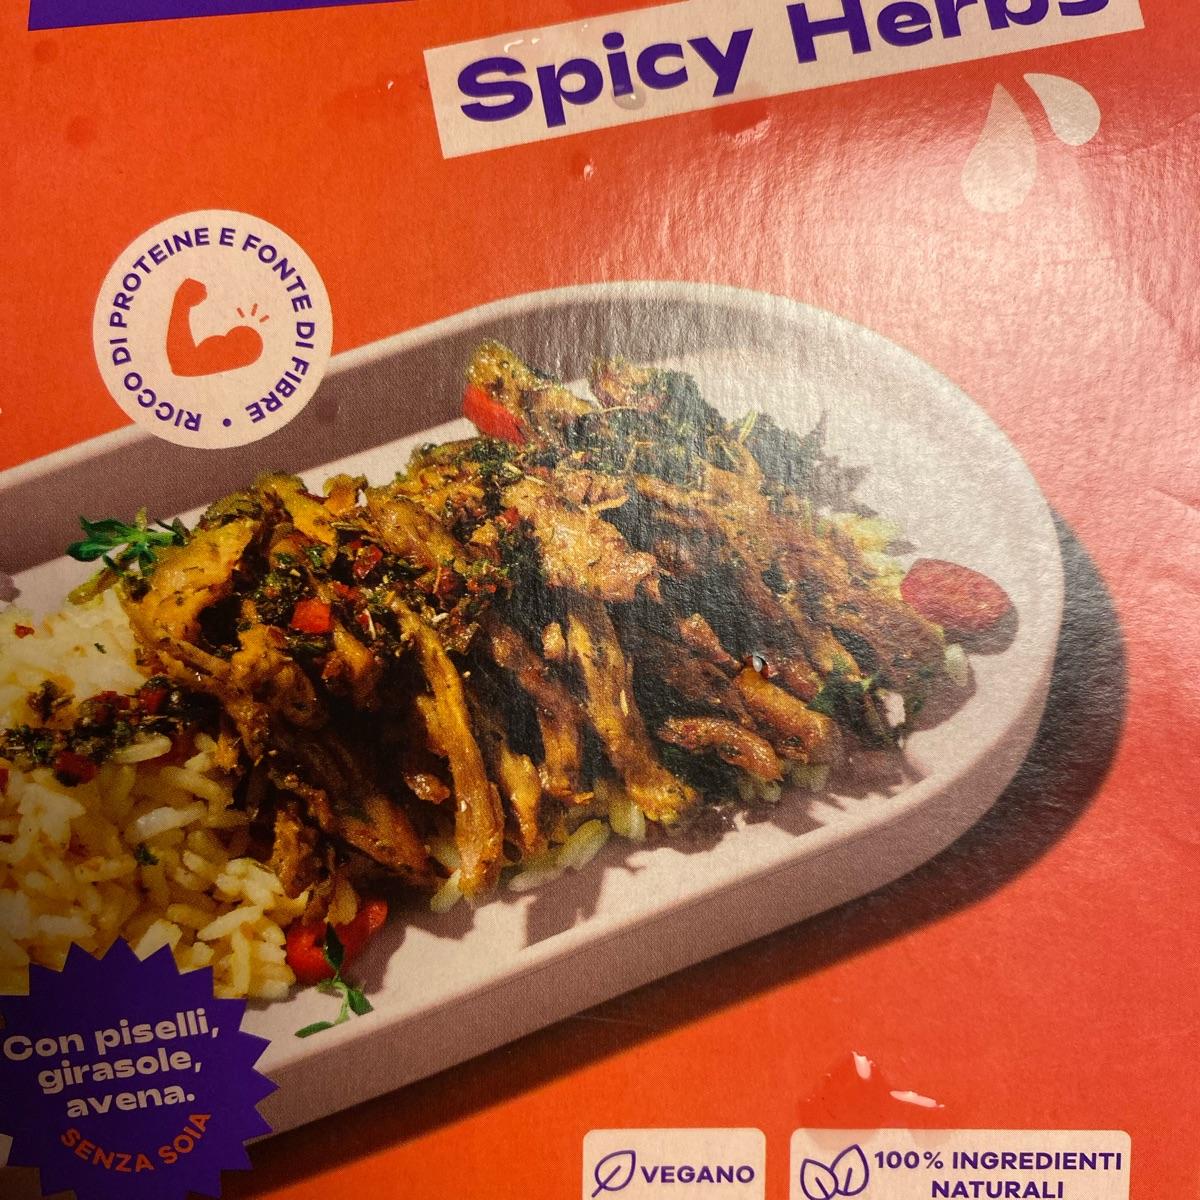 Spicy Herbs
RICCO DI PROTEINE E FONTE DI FIBRE •
Con piselli,
girasole,
avena.
SENZA SOIA
VEGANO
100% INGREDIENTI
NATURALI